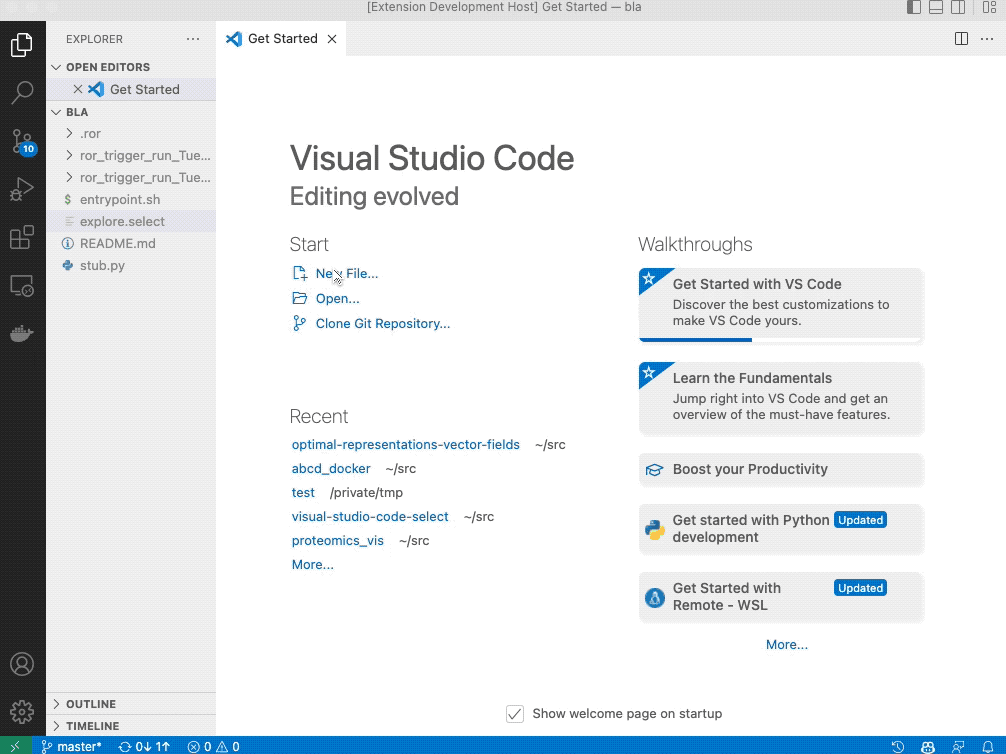 [Extension Development Host] Get Started — bla
EXPLORER
Get Started
OPEN EDITORS
Get Started
BLA
.ror
ror_trigger_run_Tue...
ror_trigger_run_Tue...
$ entrypoint.sh
explore.select
README.md
stub.py
10
OUTLINE
TIMELINE
Visual Studio Code
Editing evolved
Start
New File...
Open...
Clone Git Repository...
Recent
optimal-representations-vector-fields ~/src
abcd_docker ~/src
test /private/tmp
visual-studio-code-select ~/src
proteomics_vis ~/src
More...
Walkthroughs
Get Started with VS Code
Discover the best customizations to
make VS Code yours.
Learn the Fundamentals
Jump right into VS Code and get an
overview of the must-have features.
Boost your Productivity
Get started with Python Updated
development
Get Started with Updated
Remote - WSL
More...
Show welcome page on startup
master* 0↓ 1↑ 0 0